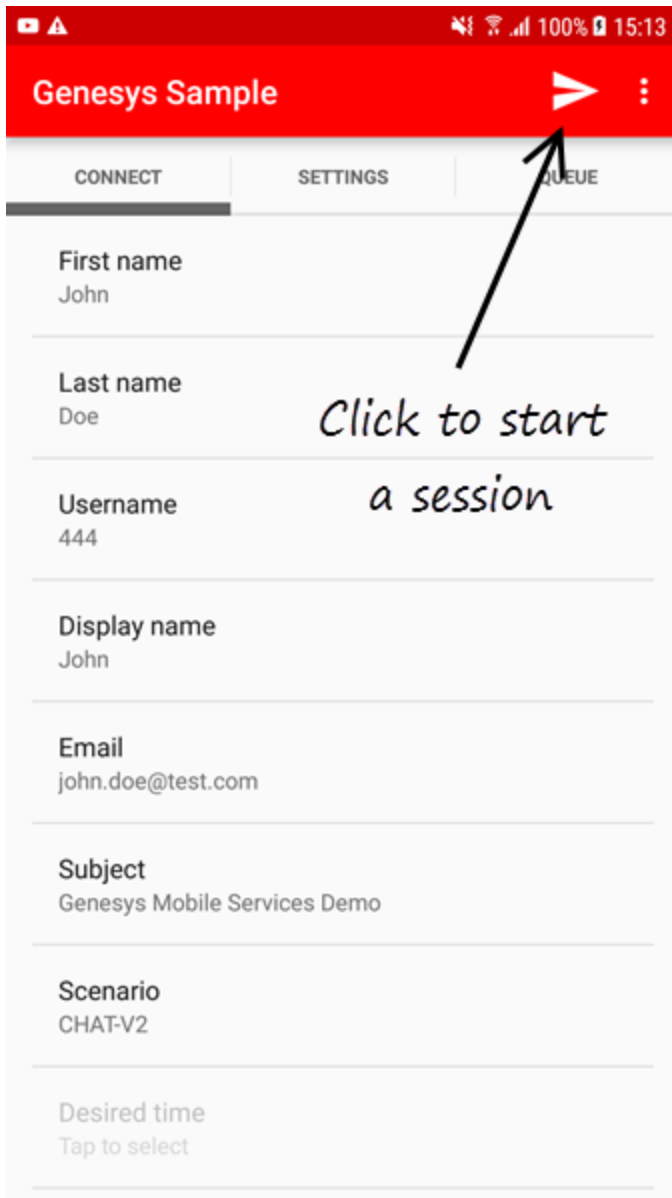 100% 15:13
Genesys Sample
CONNECT SETTINGS QUEUE
First name
John
Last name
Doe
Click to start
a session
Username
444
Display name
John
Email
john.doe@test.com
Subject
Genesys Mobile Services Demo
Scenario
CHAT-V2
Desired time
Tap to select